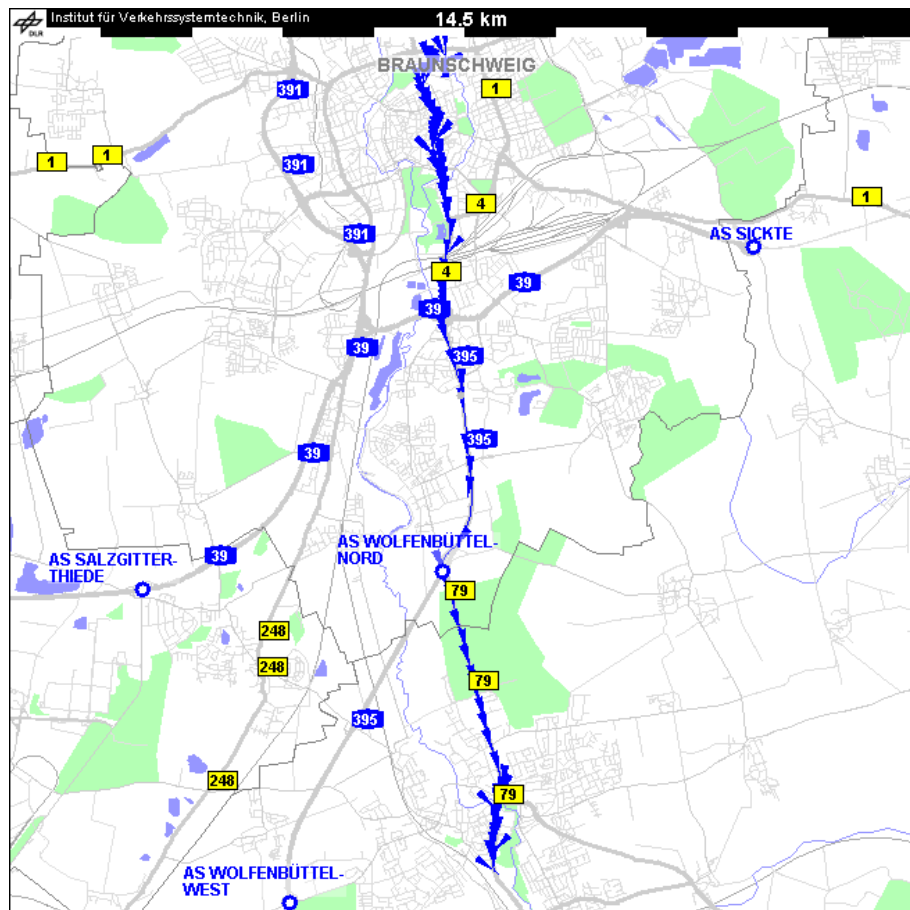 DLR
Institut für Verkehrssystemtechnik, Berlin
14.5 km
BRAUNSCHWEIG
391
1
1
1
391
4
1
391
AS SICKTE
4
39
39
39
395
395
39
AS WOLFENBÜTTEL-
NORD
39
AS SALZGITTER-
THIEDE
79
248
248
79
395
248
79
AS WOLFENBÜTTEL-
WEST